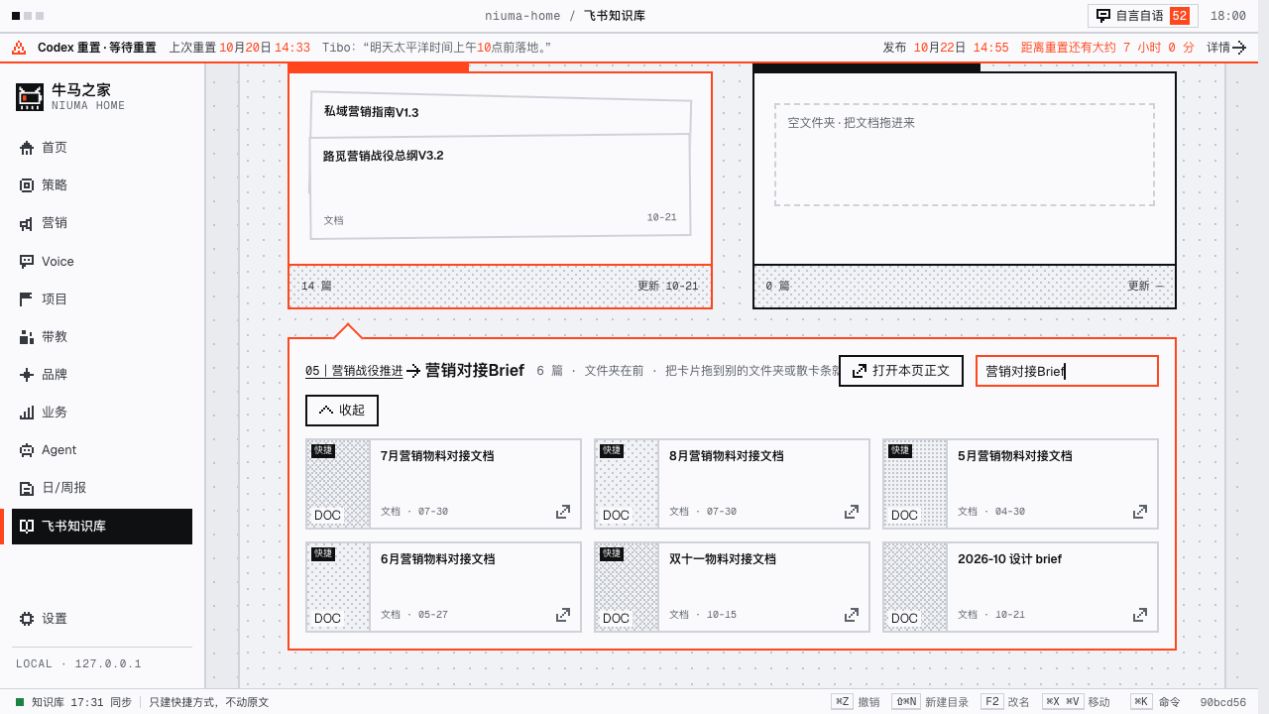 niuma-home / 飞书知识库
自言自语 52
18:00
Codex 重置·等待重置 上次重置 10月20日 14:33 Tibo：“明天太平洋时间上午10点前落地。”
发布 10月22日 14:55 距离重置还有大约 7 小时 0 分 详情
牛马之家
NIUMA HOME
首页
策略
营销
Voice
项目
带教
品牌
业务
Agent
日/周报
飞书知识库
设置
LOCAL · 127.0.0.1
私域营销指南V1.3
路觅营销战役总纲V3.2
文档 10-21
14 篇 更新 10-21
空文件夹 · 把文档拖进来
0 篇 更新 —
05｜营销战役推进 营销对接Brief 6 篇 · 文件夹在前 · 把卡片拖到别的文件夹或散卡条
打开本页正文
营销对接Brief
收起
快捷
7月营销物料对接文档
DOC
文档 · 07-30
快捷
8月营销物料对接文档
DOC
文档 · 07-30
快捷
5月营销物料对接文档
DOC
文档 · 04-30
快捷
6月营销物料对接文档
DOC
文档 · 05-27
快捷
双十一物料对接文档
DOC
文档 · 10-15
2026-10 设计 brief
DOC
文档 · 10-21
知识库 17:31 同步 只建快捷方式，不动原文
⌘Z 撤销 ⇧⌘N 新建目录 F2 改名 ⌘X ⌘V 移动 ⌘K 命令 90bcd56